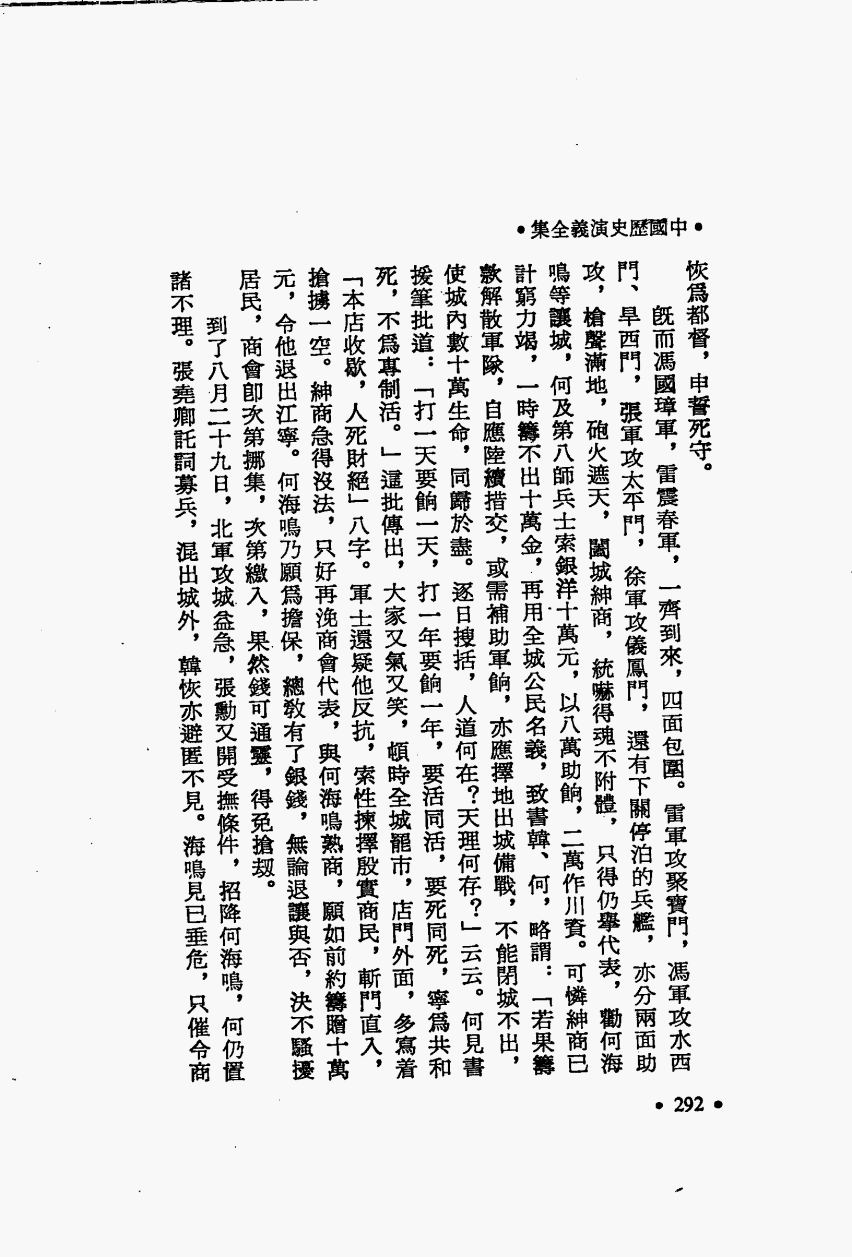 •中國歷史演義全集•
恢爲都督，申誓死守。
既而馮國璋軍，雷震春軍，一齊到來，四面包圍。雷軍攻聚寶門，馮軍攻水西
門、旱西門，張軍攻太平門，徐軍攻儀鳳門，還有下關停泊的兵艦，亦分兩面助
攻，槍聲滿地，砲火遮天，闔城紳商，統嚇得魂不附體，只得仍舉代表，勸何海
鳴等讓城，何及第八師兵士索銀洋十萬元，以八萬助餉，二萬作川資。可憐紳商已
計窮力竭，一時籌不出十萬金，再用全城公民名義，致書韓、何，略謂：「若果籌
款解散軍隊，自應陸續措交，或需補助軍餉，亦應擇地出城備戰，不能閉城不出，
使城內數十萬生命，同歸於盡。逐日搜括，人道何在？天理何存？」云云。何見書
援筆批道：「打一天要餉一天，打一年要餉一年，要活同活，要死同死，寧爲共和
死，不爲專制活。」這批傳出，大家又氣又笑，頓時全城罷市，店門外面，多寫着
「本店收歇，人死財絕」八字。軍士還疑他反抗，索性揀擇殷實商民，斬門直入，
搶擄一空。紳商急得沒法，只好再浼商會代表，與何海鳴熟商，願如前約籌贈十萬
元，令他退出江寧。何海鳴乃願爲擔保，總教有了銀錢，無論退讓與否，決不騷擾
居民，商會卽次第挪集，次第繳入，果然錢可通靈，得免搶刼。
到了八月二十九日，北軍攻城益急，張勳又開受撫條件，招降何海鳴，何仍置
諸不理。張堯卿託詞募兵，混出城外，韓恢亦避匿不見。海鳴見已垂危，只催令商
•292•